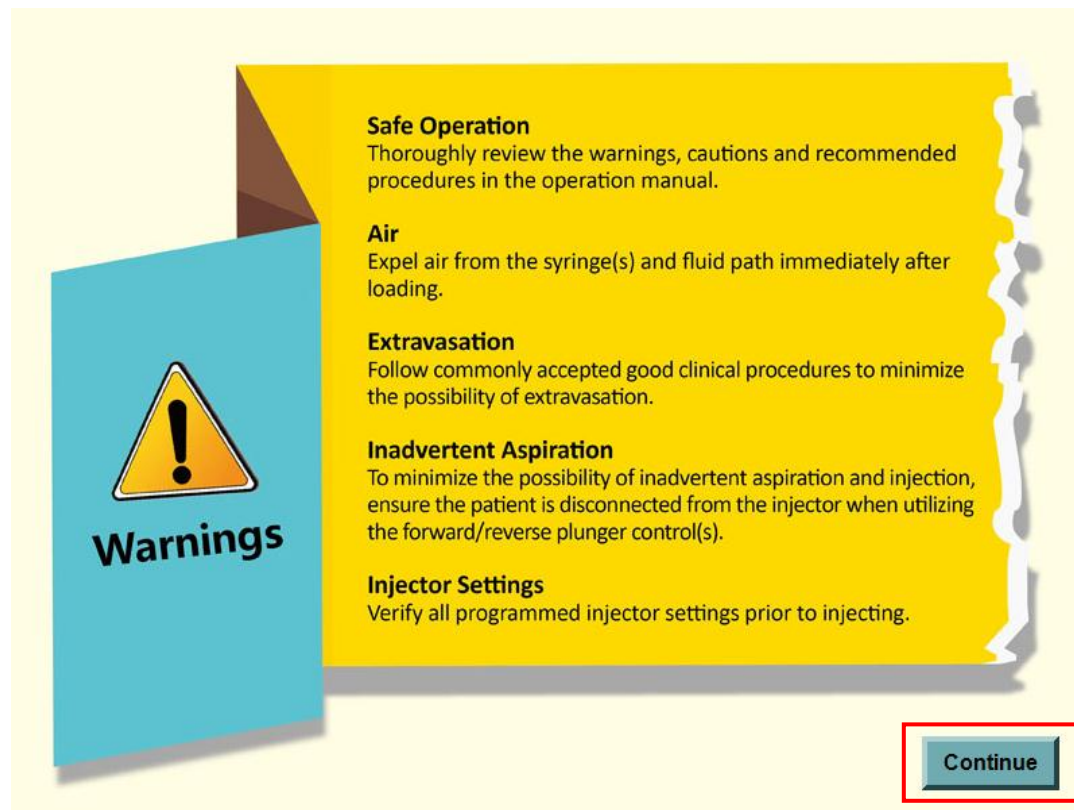 Safe Operation
Thoroughly review the warnings, cautions and recommended
procedures in the operation manual.
Air
Expel air from the syringe(s) and fluid path immediately after
loading.
Extravasation
Follow commonly accepted good clinical procedures to minimize
the possibility of extravasation.
Inadvertent Aspiration
To minimize the possibility of inadvertent aspiration and injection,
ensure the patient is disconnected from the injector when utilizing
the forward/reverse plunger control(s).
Injector Settings
Verify all programmed injector settings prior to injecting.
Warnings
Continue